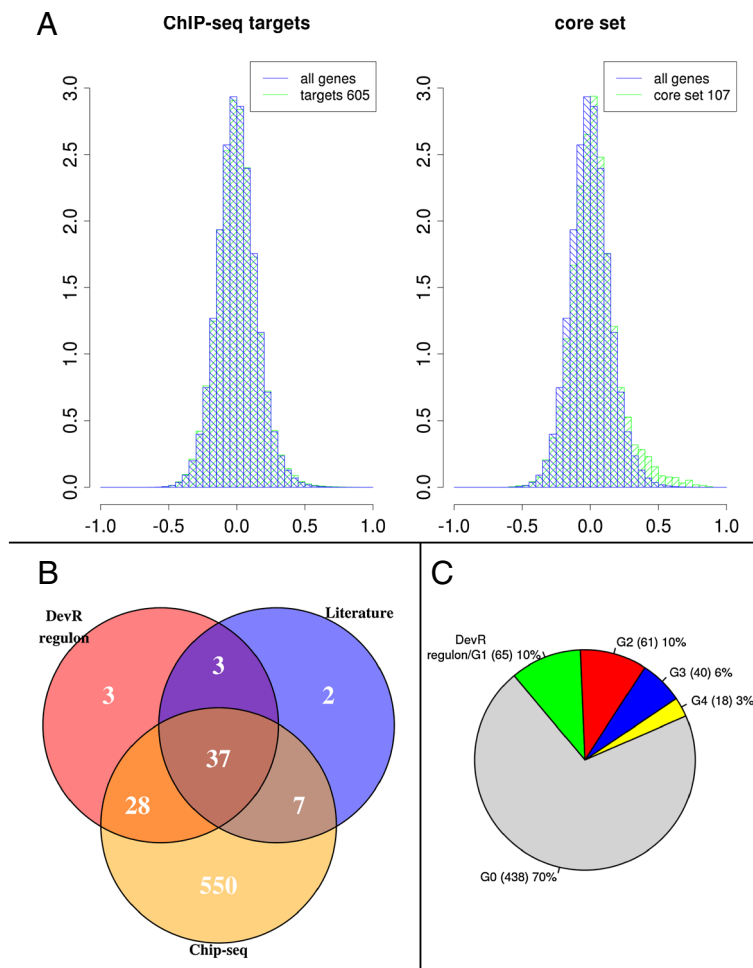 A
ChIP-seq targets
core set
all genes
targets 605
all genes
core set 107
3.0
2.5
2.0
1.5
1.0
0.5
0.0
-1.0 -0.5 0.0 0.5 1.0
3.0
2.5
2.0
1.5
1.0
0.5
0.0
-1.0 -0.5 0.0 0.5 1.0
B
DevR
regulon
Literature
3
3
2
37
28
7
550
Chip-seq
C
DevR
regulon/G1 (65) 10%
G2 (61) 10%
G3 (40) 6%
G4 (18) 3%
G0 (438) 70%